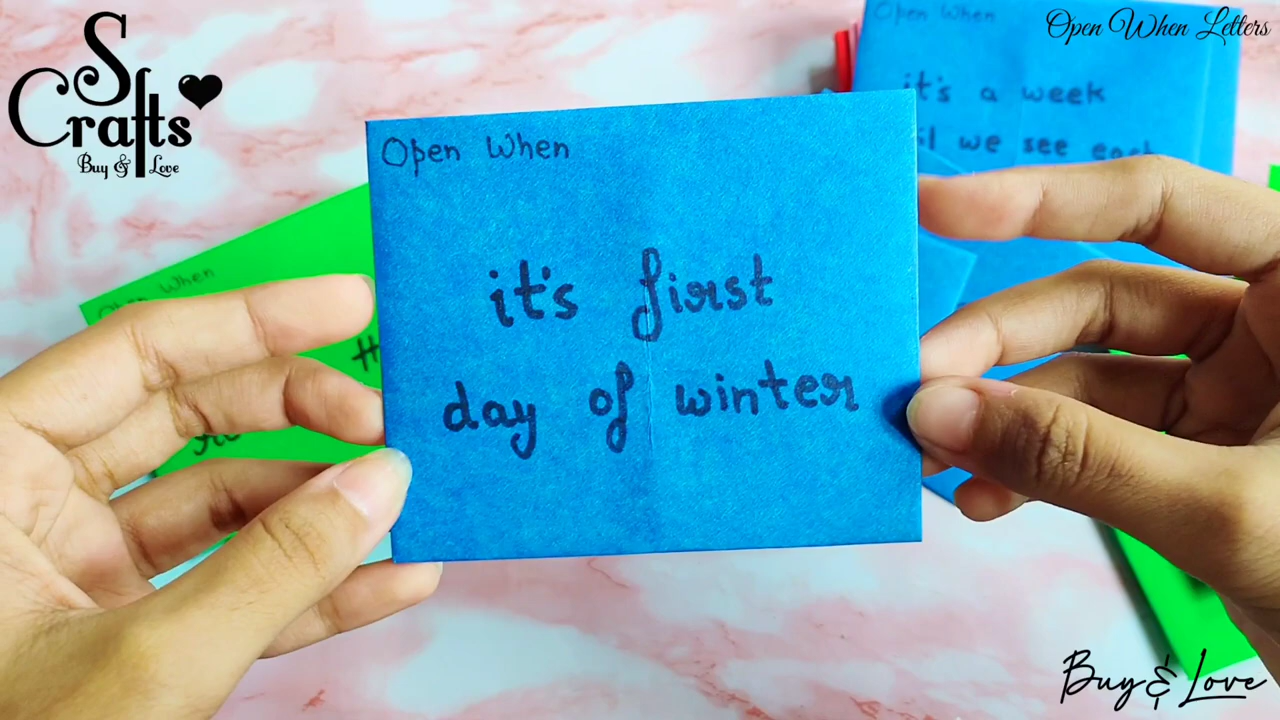 S
Crafts
Buy & Love
Open When Letters
Open When
it's a week
we see each
Open When
it's first
day of winter
Open When
Buy & Love